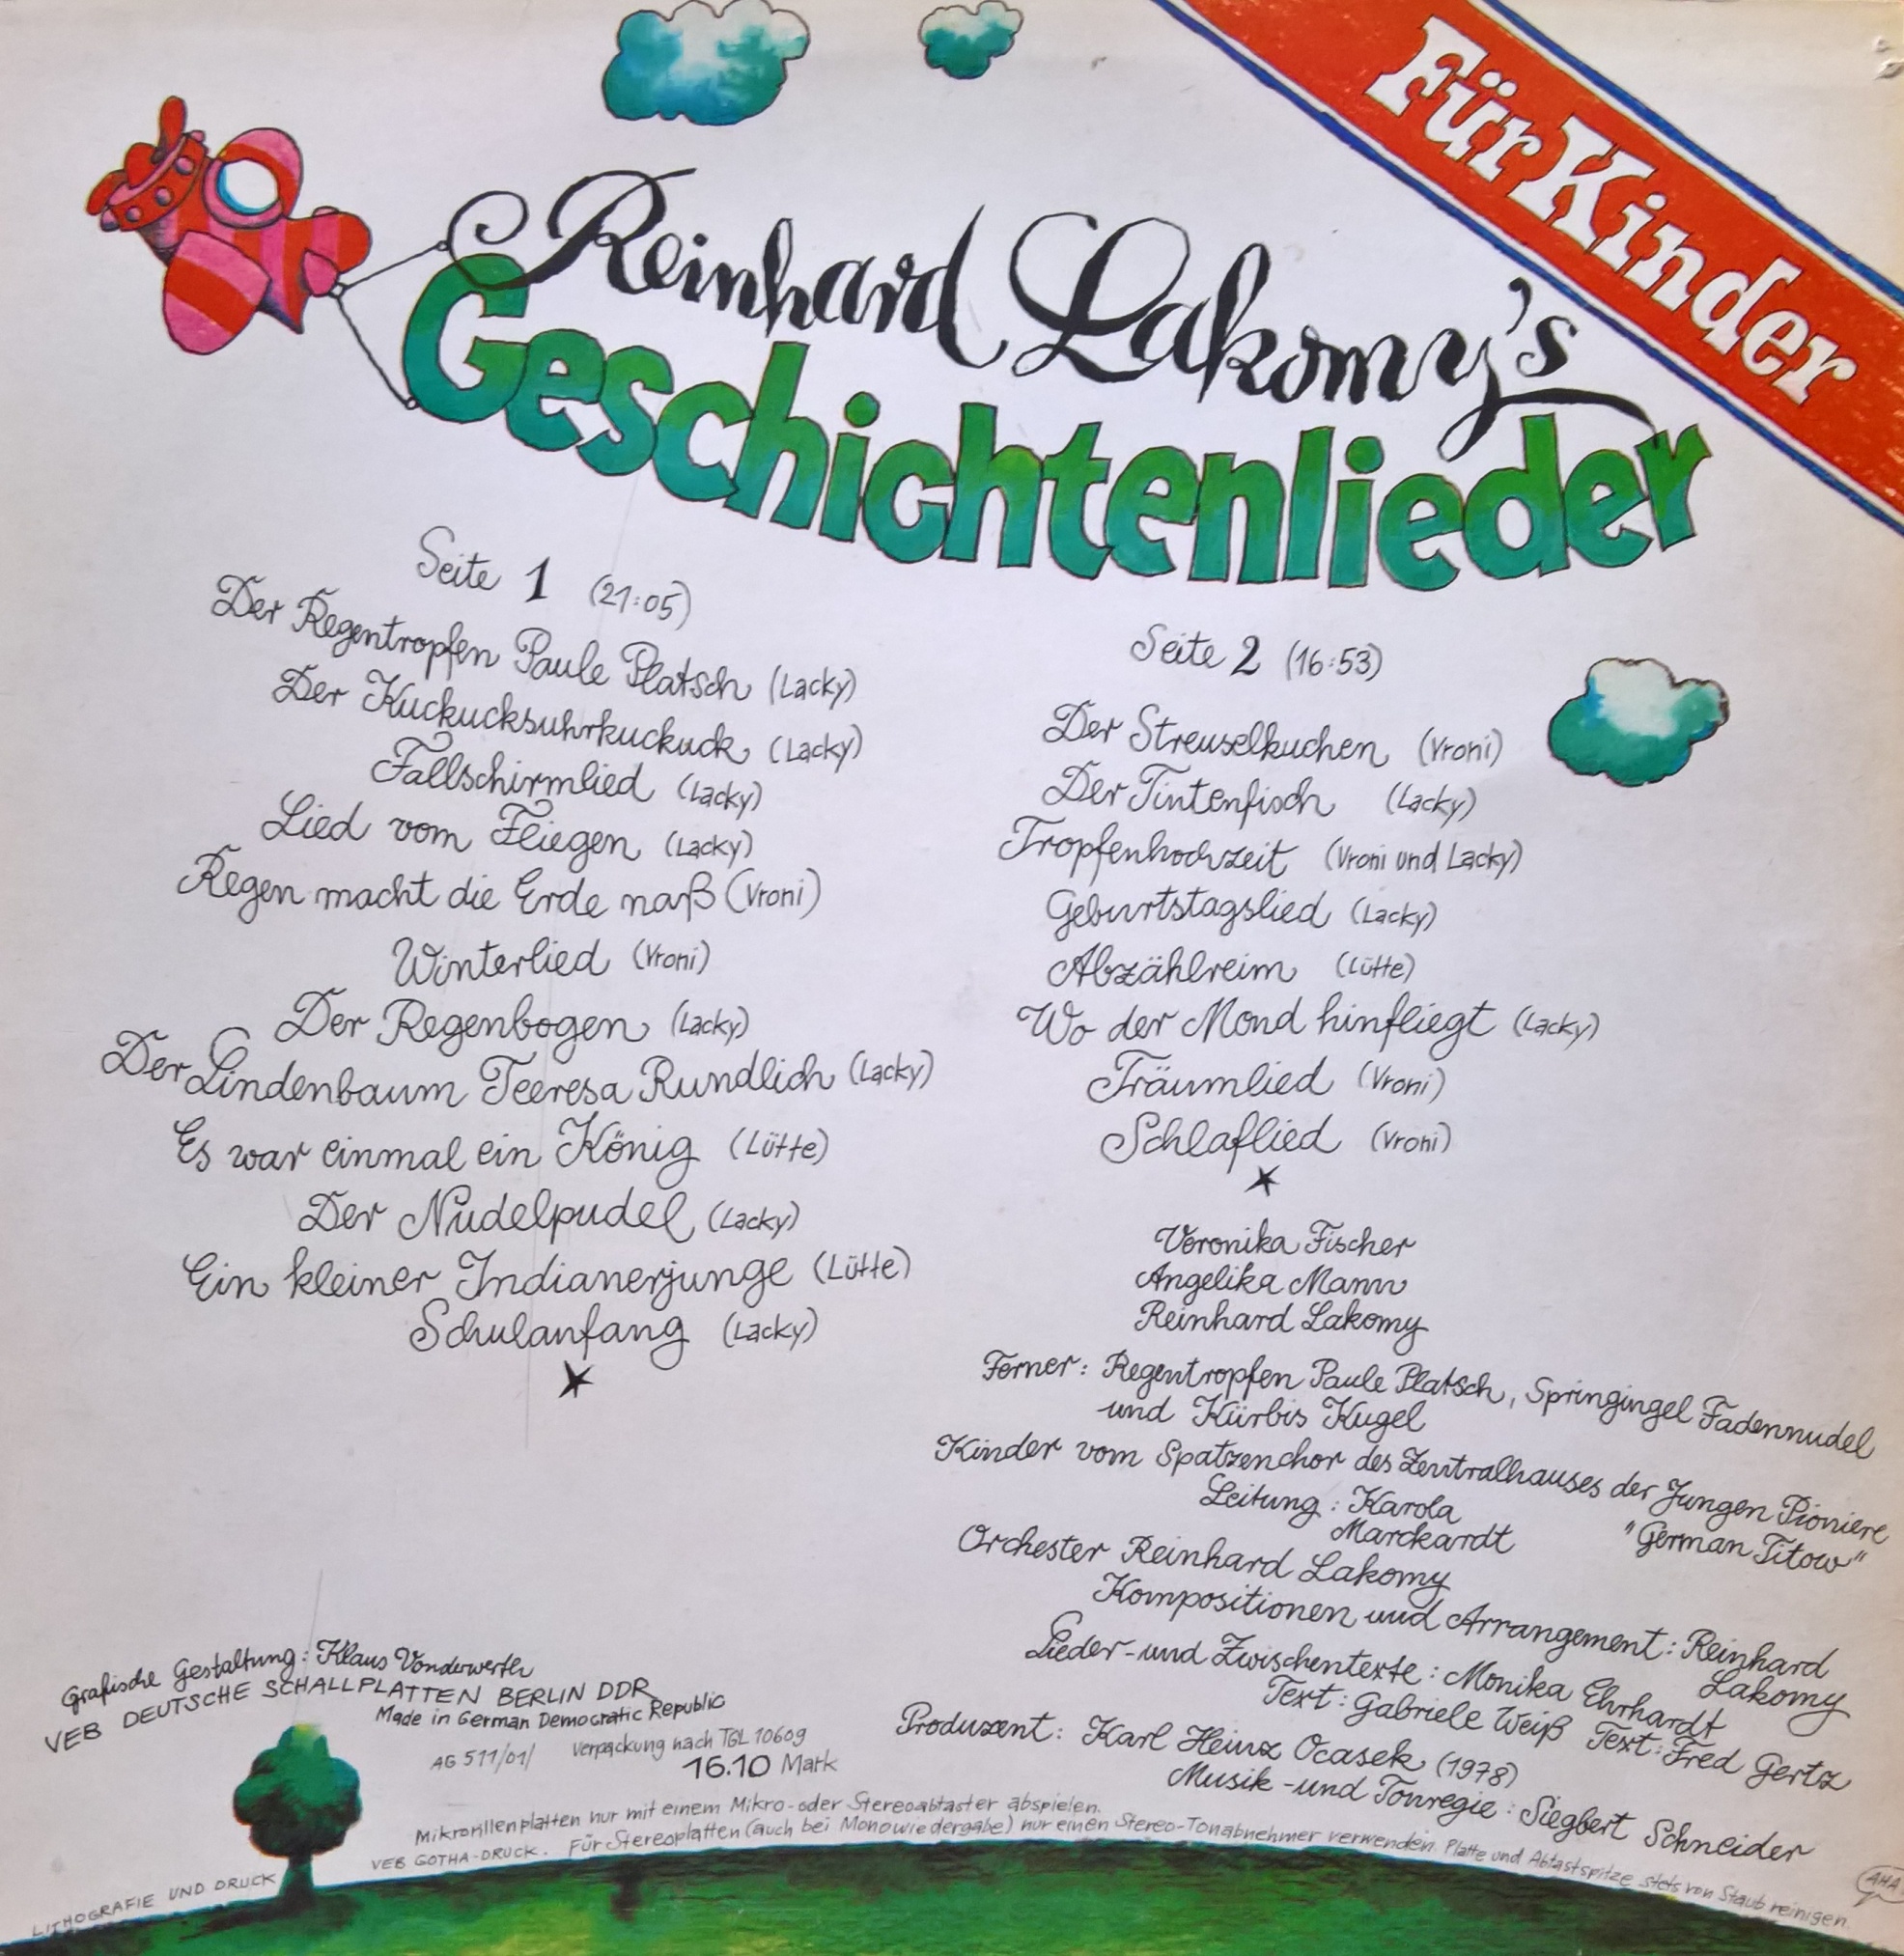 Für Kinder
Reinhard Lakomy's
Geschichtenlieder
Seite 1 (21:05)
Der Regentropfen Paule Platsch (Lacky)
Der Kuckucksuhrkuckuck (Lacky)
Fallschirmlied (Lacky)
Lied vom Fliegen (Lacky)
Regen macht die Erde naß (Vroni)
Winterlied (Vroni)
Der Regenbogen (Lacky)
Der Lindenbaum Teeresa Rundlich (Lacky)
Es war einmal ein König (Lütte)
Der Nudelpudel (Lacky)
Ein kleiner Indianerjunge (Lütte)
Schulanfang (Lacky)
Seite 2 (16:53)
Der Streuselkuchen (Vroni)
Der Tintenfisch (Lacky)
Tropfenhochzeit (Vroni und Lacky)
Geburtstagslied (Lacky)
Abzählreim (Lütte)
Wo der Mond hinfliegt (Lacky)
Träumlied (Vroni)
Schlaflied (Vroni)
Veronika Fischer
Angelika Mann
Reinhard Lakomy
Ferner: Regentropfen Paule Platsch, Springingel Fadennudel
und Kürbis Kugel
Kinder vom Spatzenchor des Zentralhauses der Jungen Pioniere
"German Titow"
Leitung: Karola
Marckardt
Orchester Reinhard Lakomy
Kompositionen und Arrangement: Reinhard
Lakomy
Lieder- und Zwischentexte: Monika Ehrhardt
Text: Gabriele Weiß Text: Fred Gertz
Produzent: Karl Heinz Ocasek (1978)
Musik- und Tonregie: Siegbert Schneider
Grafische Gestaltung: Klaus Vonderwerth
VEB DEUTSCHE SCHALLPLATTEN BERLIN DDR
Made in German Democratic Republic
AG 511/01/ Verpackung nach TGL 10609
16.10 Mark
Mikrorillenplatten nur mit einem Mikro- oder Stereoabtaster abspielen.
Für Stereoplatten (auch bei Monowiedergabe) nur einen Stereo-Tonabnehmer verwenden. Platte und Abtastspitze stets von Staub reinigen.
LITHOGRAFIE UND DRUCK VEB GOTHA-DRUCK.
AHA